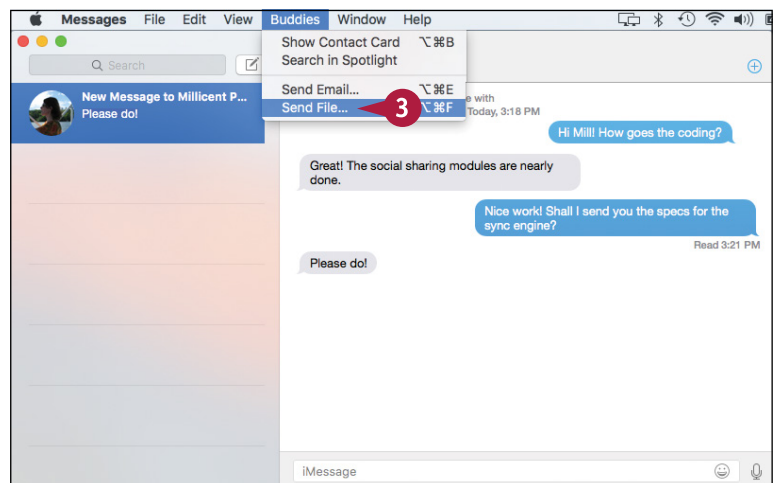 Messages File Edit View Buddies Window Help
Show Contact Card ⌥⌘B
Search in Spotlight
Search
Send Email... ⌥⌘E
Send File... ⌥⌘F
3
New Message to Millicent P...
Please do!
e with
Today, 3:18 PM
Hi Mill! How goes the coding?
Great! The social sharing modules are nearly
done.
Nice work! Shall I send you the specs for the
sync engine?
Read 3:21 PM
Please do!
iMessage